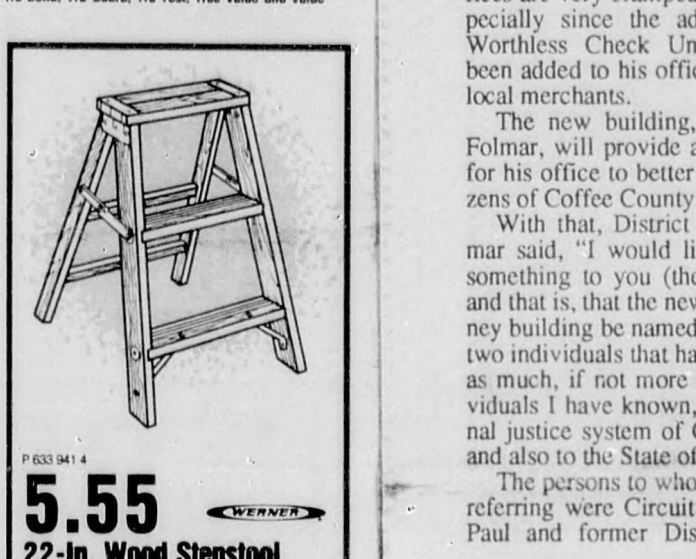 P 633 941 4
5.55
WERNER
22-In. Wood Stepstool
pecially since the ad
Worthless Check Un
been added to his offic
local merchants.
The new building,
Folmar, will provide a
for his office to better
zens of Coffee County
With that, District
mar said, "I would li
something to you (the
and that is, that the new
ney building be named
two individuals that ha
as much, if not more
viduals I have known,
nal justice system of C
and also to the State of
The persons to who
referring were Circuit
Paul and former Dis